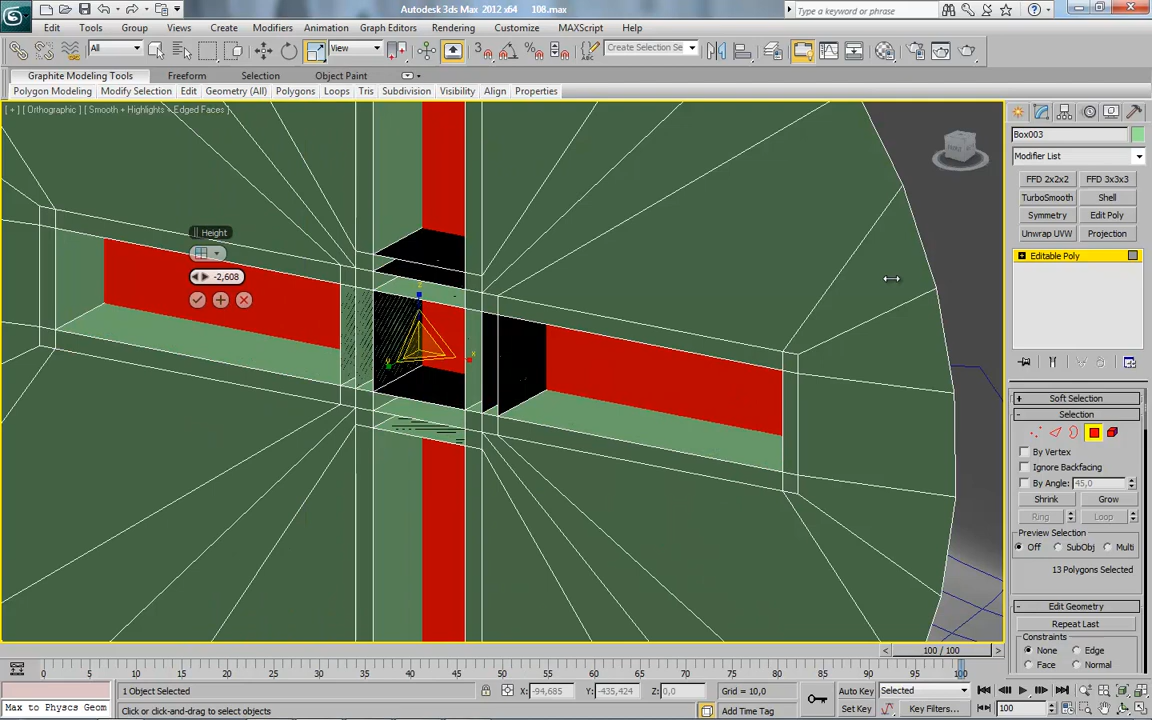 Autodesk 3ds Max 2012 x64 108.max
Type a keyword or phrase
Edit Tools Group Views Create Modifiers Animation Graph Editors Rendering Customize MAXScript Help
All View 3 Create Selection Se
Graphite Modeling Tools Freeform Selection Object Paint
Polygon Modeling Modify Selection Edit Geometry (All) Polygons Loops Tris Subdivision Visibility Align Properties
[ + ] [ Orthographic ] [ Smooth + Highlights + Edged Faces ]
Height
-2,608
z
x
y
Box003
Modifier List
FFD 2x2x2 FFD 3x3x3
TurboSmooth Shell
Symmetry Edit Poly
Unwrap UVW Projection
Editable Poly
+ Soft Selection
- Selection
By Vertex
Ignore Backfacing
By Angle: 45,0
Shrink Grow
Ring Loop
Preview Selection
Off SubObj Multi
13 Polygons Selected
- Edit Geometry
Repeat Last
Constraints
None Edge
Face Normal
100 / 100
0 5 10 15 20 25 30 35 40 45 50 55 60 65 70 75 80 85 90 95 100
1 Object Selected X: -94,685 Y: -435,424 Z: 0,0 Grid = 10,0 Auto Key Selected
Max to Physcs Geom Click or click-and-drag to select objects Add Time Tag Set Key Key Filters... 100